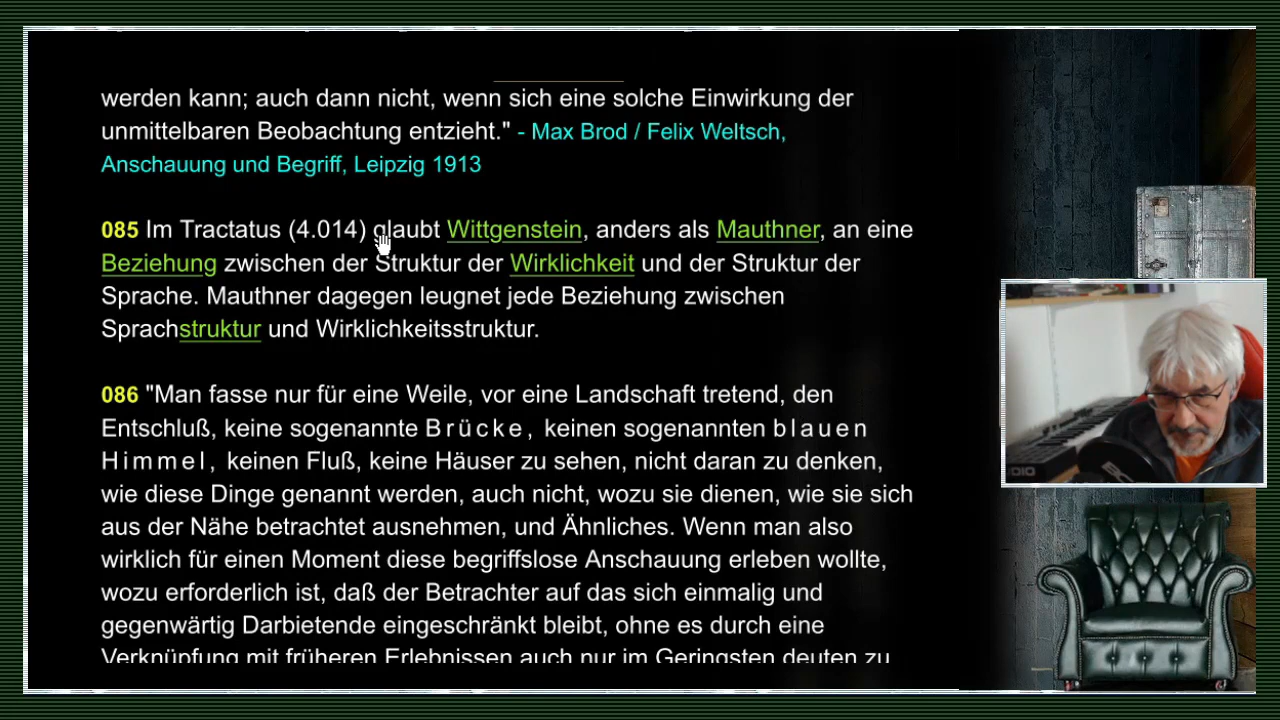 werden kann; auch dann nicht, wenn sich eine solche Einwirkung der
unmittelbaren Beobachtung entzieht." - Max Brod / Felix Weltsch,
Anschauung und Begriff, Leipzig 1913
085 Im Tractatus (4.014) glaubt Wittgenstein, anders als Mauthner, an eine
Beziehung zwischen der Struktur der Wirklichkeit und der Struktur der
Sprache. Mauthner dagegen leugnet jede Beziehung zwischen
Sprachstruktur und Wirklichkeitsstruktur.
086 "Man fasse nur für eine Weile, vor eine Landschaft tretend, den
Entschluß, keine sogenannte Brücke, keinen sogenannten blauen
Himmel, keinen Fluß, keine Häuser zu sehen, nicht daran zu denken,
wie diese Dinge genannt werden, auch nicht, wozu sie dienen, wie sie sich
aus der Nähe betrachtet ausnehmen, und Ähnliches. Wenn man also
wirklich für einen Moment diese begriffslose Anschauung erleben wollte,
wozu erforderlich ist, daß der Betrachter auf das sich einmalig und
gegenwärtig Darbietende eingeschränkt bleibt, ohne es durch eine
Verknüpfung mit früheren Erlebnissen auch nur im Geringsten deuten zu